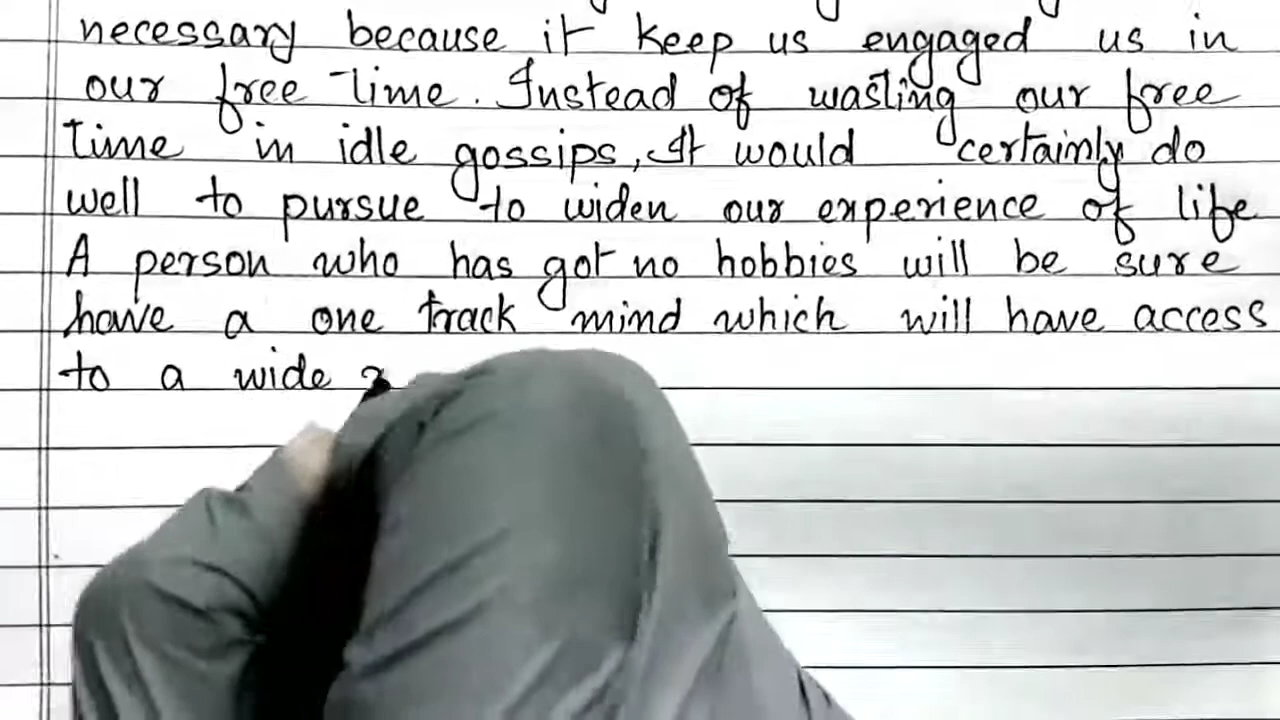 necessary because it keep us engaged us in
our free time. Instead of wasting our free
time in idle gossips, It would certainly do
well to pursue to widen our experience of life
A person who has got no hobbies will be sure
have a one track mind which will have access
to a wide